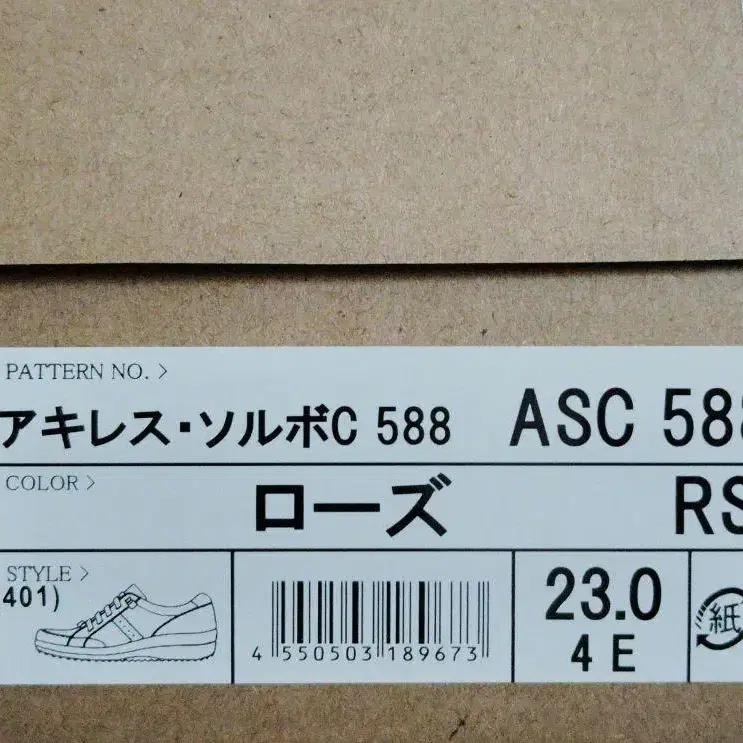 PATTERN NO. >
アキレス・ソルボC 588 ASC 588
COLOR >
ローズ RS
STYLE >
401)
4 550503 189673
23.0
4 E
紙